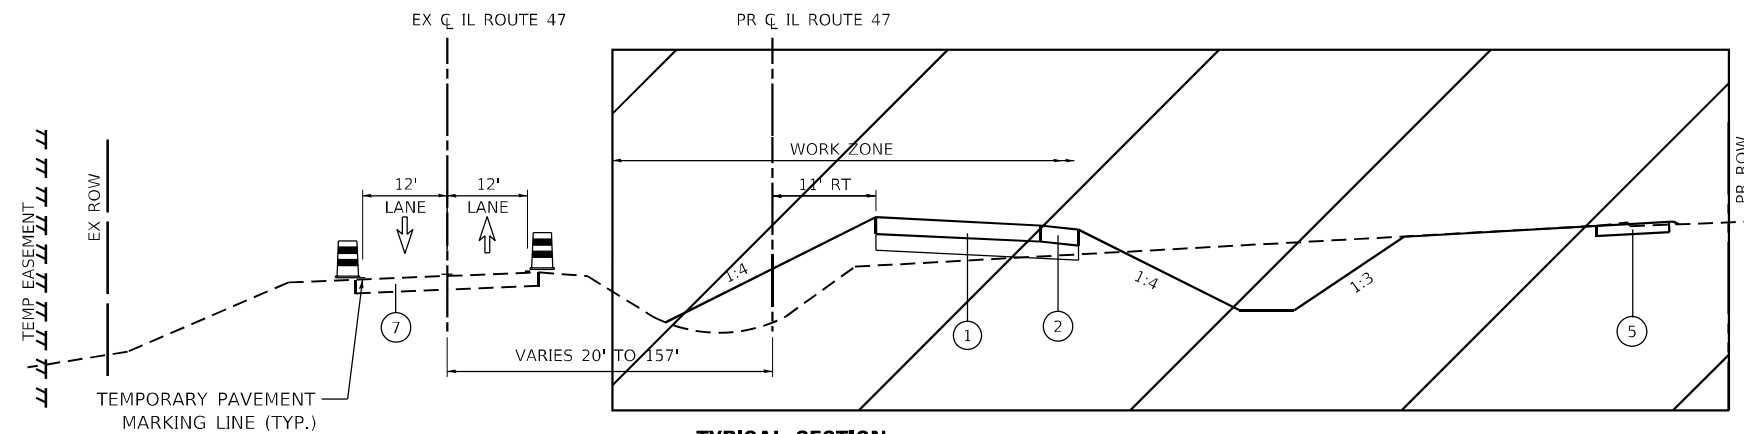 EX ℄ IL ROUTE 47
PR ℄ IL ROUTE 47
WORK ZONE
12'
LANE
12'
LANE
11' RT
TEMP EASEMENT
EX ROW
PR ROW
1:4
1:4
1:3
7
1
2
5
VARIES 20' TO 157'
TEMPORARY PAVEMENT
MARKING LINE (TYP.)
TYPICAL SECTION